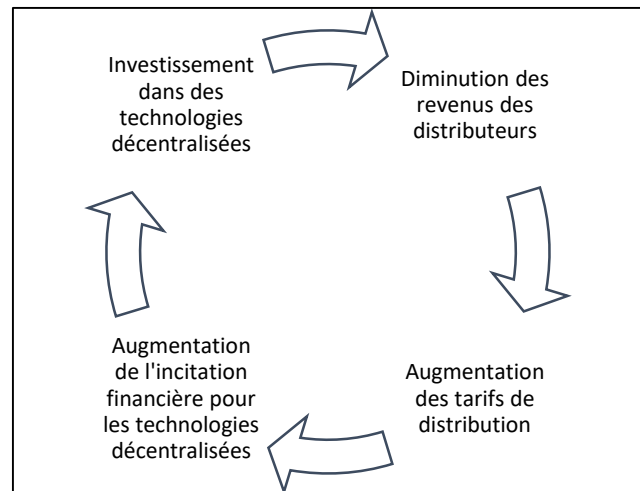 Investissement
dans des
technologies
décentralisées
Diminution des
revenus des
distributeurs
Augmentation
des tarifs de
distribution
Augmentation
de l'incitation
financière pour
les technologies
décentralisées